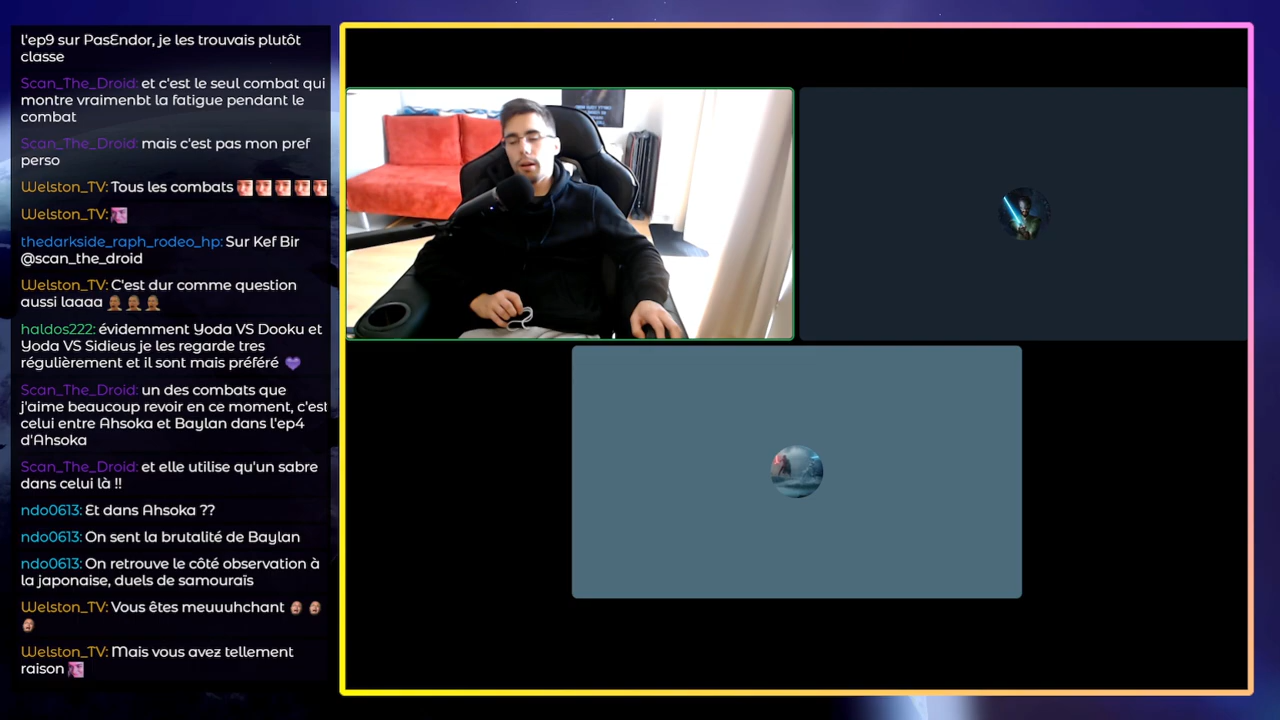 l'ep9 sur PasEndor, je les trouvais plutôt
classe
Scan_The_Droid: et c'est le seul combat qui
montre vraimenbt la fatigue pendant le
combat
Scan_The_Droid: mais c'est pas mon pref
perso
Welston_TV: Tous les combats
Welston_TV:
thedarkside_raph_rodeo_hp: Sur Kef Bir
@scan_the_droid
Welston_TV: C'est dur comme question
aussi laaaa
haldos222: évidemment Yoda VS Dooku et
Yoda VS Sidieus je les regarde tres
régulièrement et il sont mais préféré
Scan_The_Droid: un des combats que
j'aime beaucoup revoir en ce moment, c'est
celui entre Ahsoka et Baylan dans l'ep4
d'Ahsoka
Scan_The_Droid: et elle utilise qu'un sabre
dans celui là !!
ndo0613: Et dans Ahsoka ??
ndo0613: On sent la brutalité de Baylan
ndo0613: On retrouve le côté observation à
la japonaise, duels de samouraïs
Welston_TV: Vous êtes meuuuhchant
Welston_TV: Mais vous avez tellement
raison